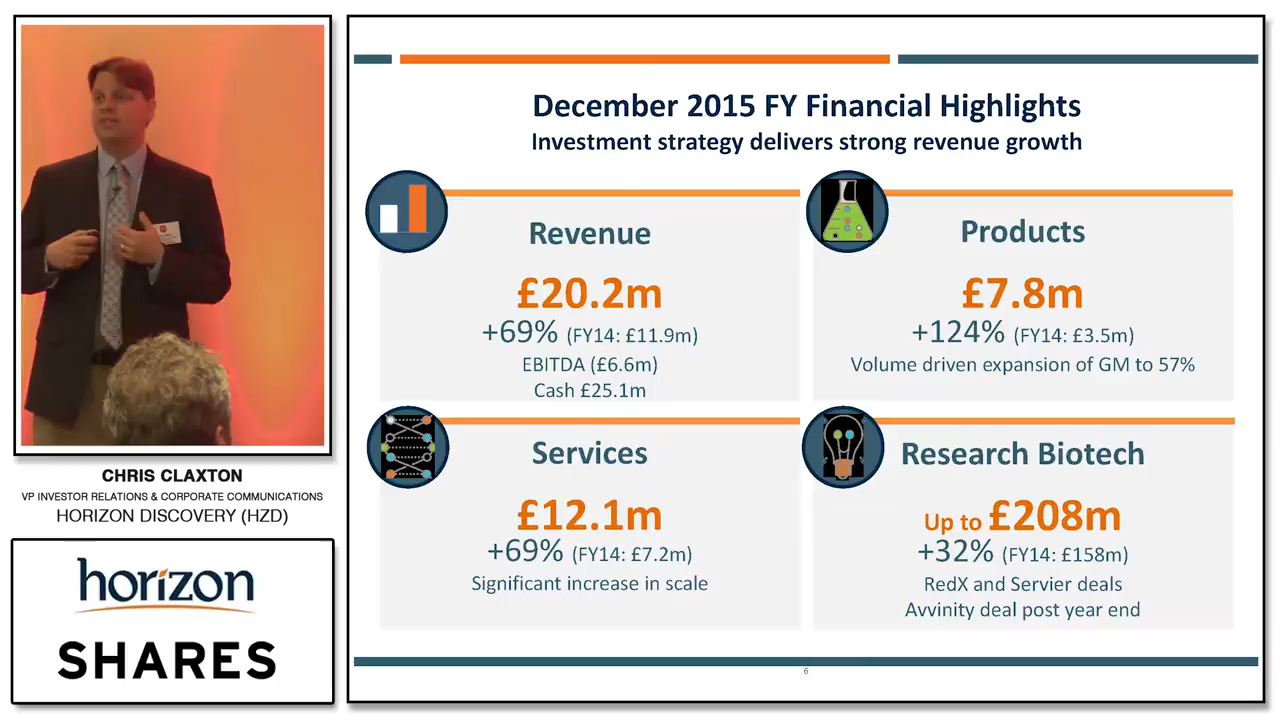 CHRIS CLAXTON
VP INVESTOR RELATIONS & CORPORATE COMMUNICATIONS
HORIZON DISCOVERY (HZD)
horizon
SHARES
December 2015 FY Financial Highlights
Investment strategy delivers strong revenue growth
Revenue
£20.2m
+69% (FY14: £11.9m)
EBITDA (£6.6m)
Cash £25.1m
Products
£7.8m
+124% (FY14: £3.5m)
Volume driven expansion of GM to 57%
Services
£12.1m
+69% (FY14: £7.2m)
Significant increase in scale
Research Biotech
Up to £208m
+32% (FY14: £158m)
RedX and Servier deals
Avvinity deal post year end
6